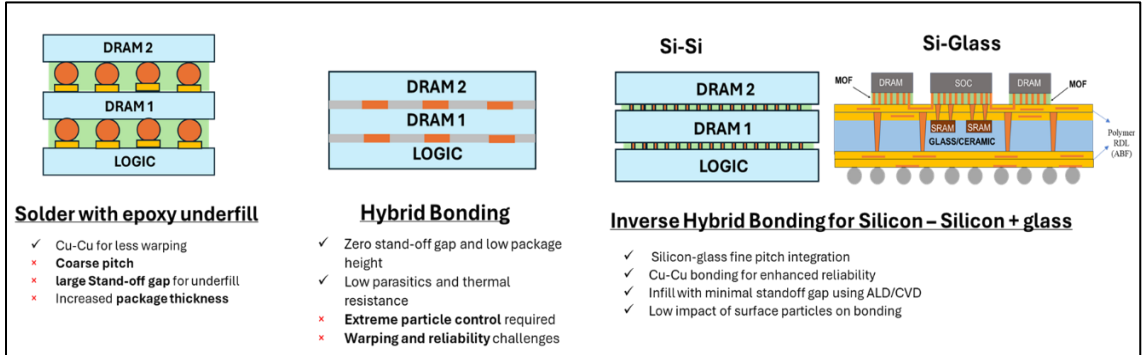 DRAM 2
DRAM 1
LOGIC
Solder with epoxy underfill
✓ Cu-Cu for less warping
× Coarse pitch
× large Stand-off gap for underfill
× Increased package thickness
DRAM 2
DRAM 1
LOGIC
Hybrid Bonding
✓ Zero stand-off gap and low package
height
✓ Low parasitics and thermal
resistance
× Extreme particle control required
× Warping and reliability challenges
Si-Si
DRAM 2
DRAM 1
LOGIC
Si-Glass
MOF
DRAM
SOC
DRAM
MOF
SRAM
SRAM
GLASS/CERAMIC
Polymer
RDL
(ABF)
Inverse Hybrid Bonding for Silicon – Silicon + glass
✓ Silicon-glass fine pitch integration
✓ Cu-Cu bonding for enhanced reliability
✓ Infill with minimal standoff gap using ALD/CVD
✓ Low impact of surface particles on bonding